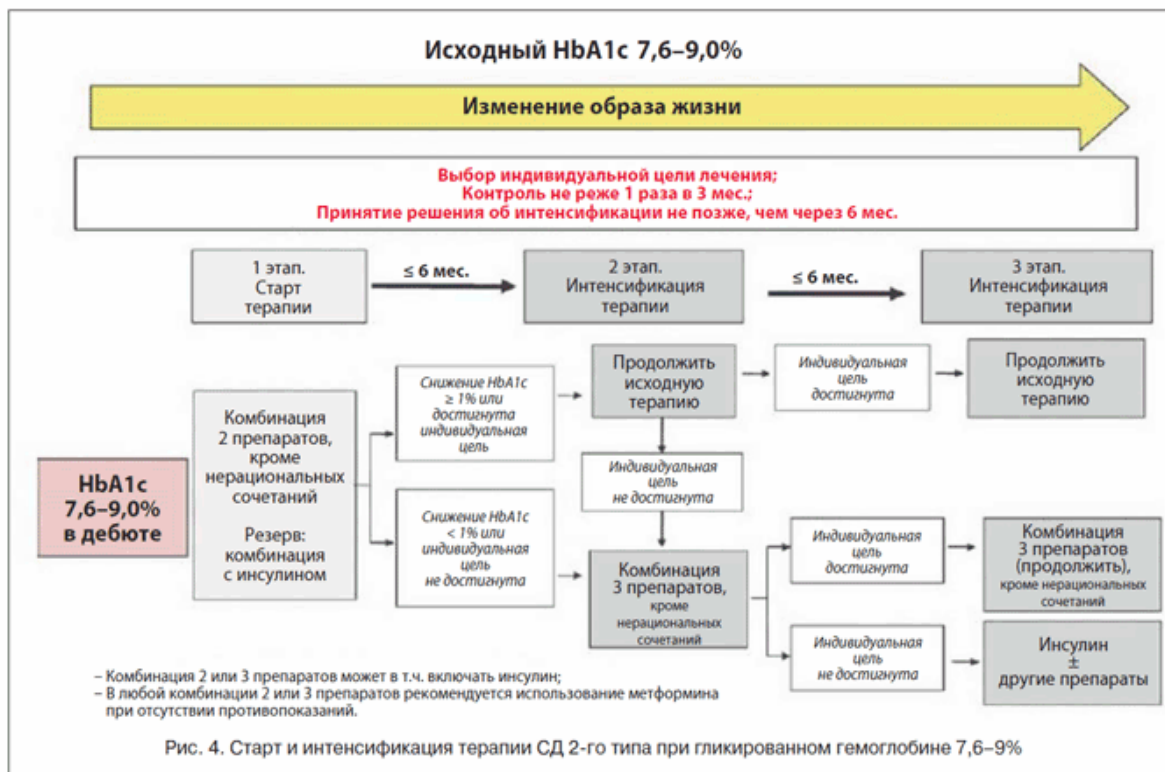 Исходный HbA1c 7,6–9,0%
Изменение образа жизни
Выбор индивидуальной цели лечения;
Контроль не реже 1 раза в 3 мес.;
Принятие решения об интенсификации не позже, чем через 6 мес.
1 этап.
Старт
терапии
≤ 6 мес.
2 этап.
Интенсификация
терапии
≤ 6 мес.
3 этап.
Интенсификация
терапии
HbA1c
7,6–9,0%
в дебюте
Комбинация
2 препаратов,
кроме
нерациональных
сочетаний
Резерв:
комбинация
с инсулином
Снижение HbA1c
≥ 1% или
достигнута
индивидуальная
цель
Продолжить
исходную
терапию
Индивидуальная
цель
достигнута
Продолжить
исходную
терапию
Индивидуальная
цель
не достигнута
Снижение HbA1c
< 1% или
индивидуальная
цель
не достигнута
Комбинация
3 препаратов,
кроме
нерациональных
сочетаний
Индивидуальная
цель
достигнута
Комбинация
3 препаратов
(продолжить),
кроме нерациональных
сочетаний
Индивидуальная
цель
не достигнута
Инсулин
±
другие препараты
– Комбинация 2 или 3 препаратов может в т.ч. включать инсулин;
– В любой комбинации 2 или 3 препаратов рекомендуется использование метформина
при отсутствии противопоказаний.
Рис. 4. Старт и интенсификация терапии СД 2-го типа при гликированном гемоглобине 7,6–9%